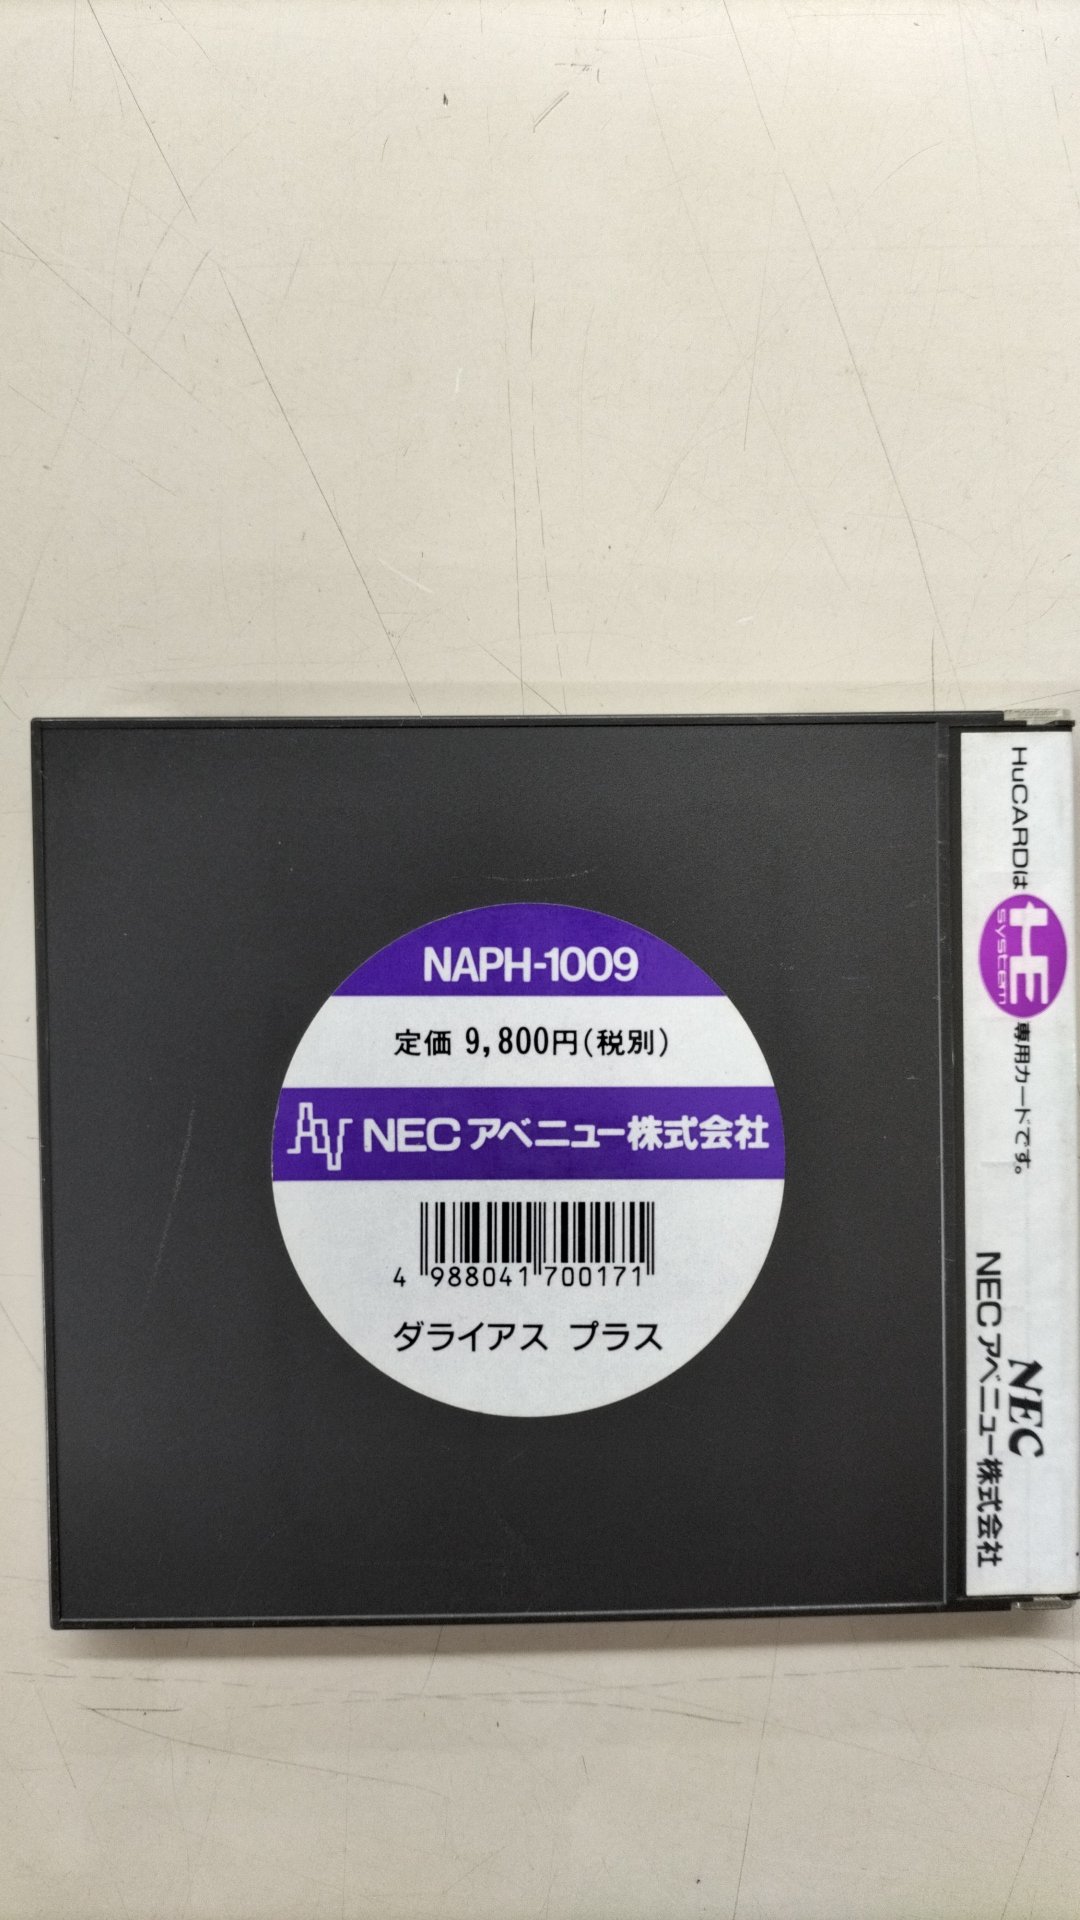 NAPH-1009
定価 9,800円(税別)
NECアベニュー株式会社
4 988041 700171
ダライアス プラス
HuCARDは HE system 専用カードです。
NEC
NECアベニュー株式会社